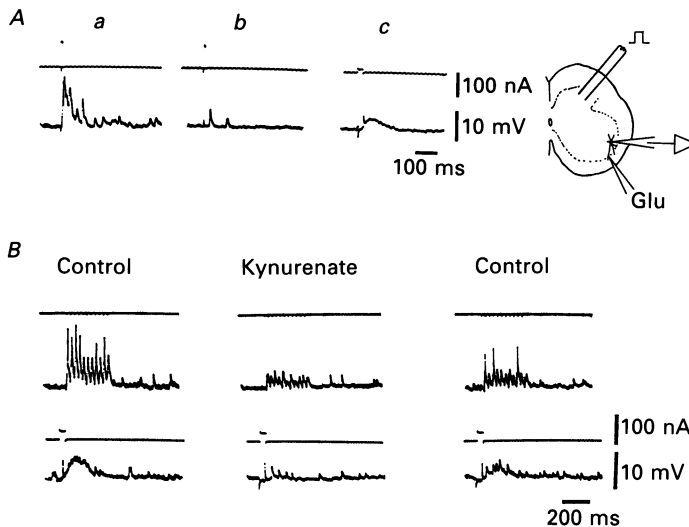 A
a b c
100 nA
10 mV
100 ms
Glu
B
Control Kynurenate Control
100 nA
10 mV
200 ms